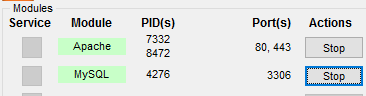 Modules
Service Module PID(s) Port(s) Actions
Apache 7332 8472 80, 443 Stop
MySQL 4276 3306 Stop